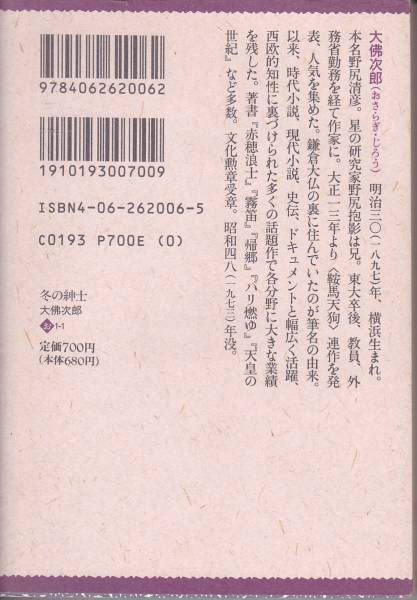 大佛次郎(おさらぎ・じろう) 明治三〇(一八九七)年、横浜生まれ。
本名野尻清彦。星の研究家野尻抱影は兄。東大卒後、教員、外
務省勤務を経て作家に。大正一三年より〈鞍馬天狗〉連作を発
表、人気を集めた。鎌倉大仏の裏に住んでいたのが筆名の由来。
以来、時代小説、現代小説、史伝、ドキュメントと幅広く活躍、
西欧的知性に裏づけられた多くの話題作で各分野に大きな業績
を残した。著書『赤穂浪士』『霧笛』『帰郷』『パリ燃ゆ』『天皇の
世紀』など多数。文化勲章受章。昭和四八(一九七三)年没。
9784062620062
1910193007009
ISBN4-06-262006-5
C0193 P700E (0)
冬の紳士
大佛次郎
お1-1
定価700円
(本体680円)